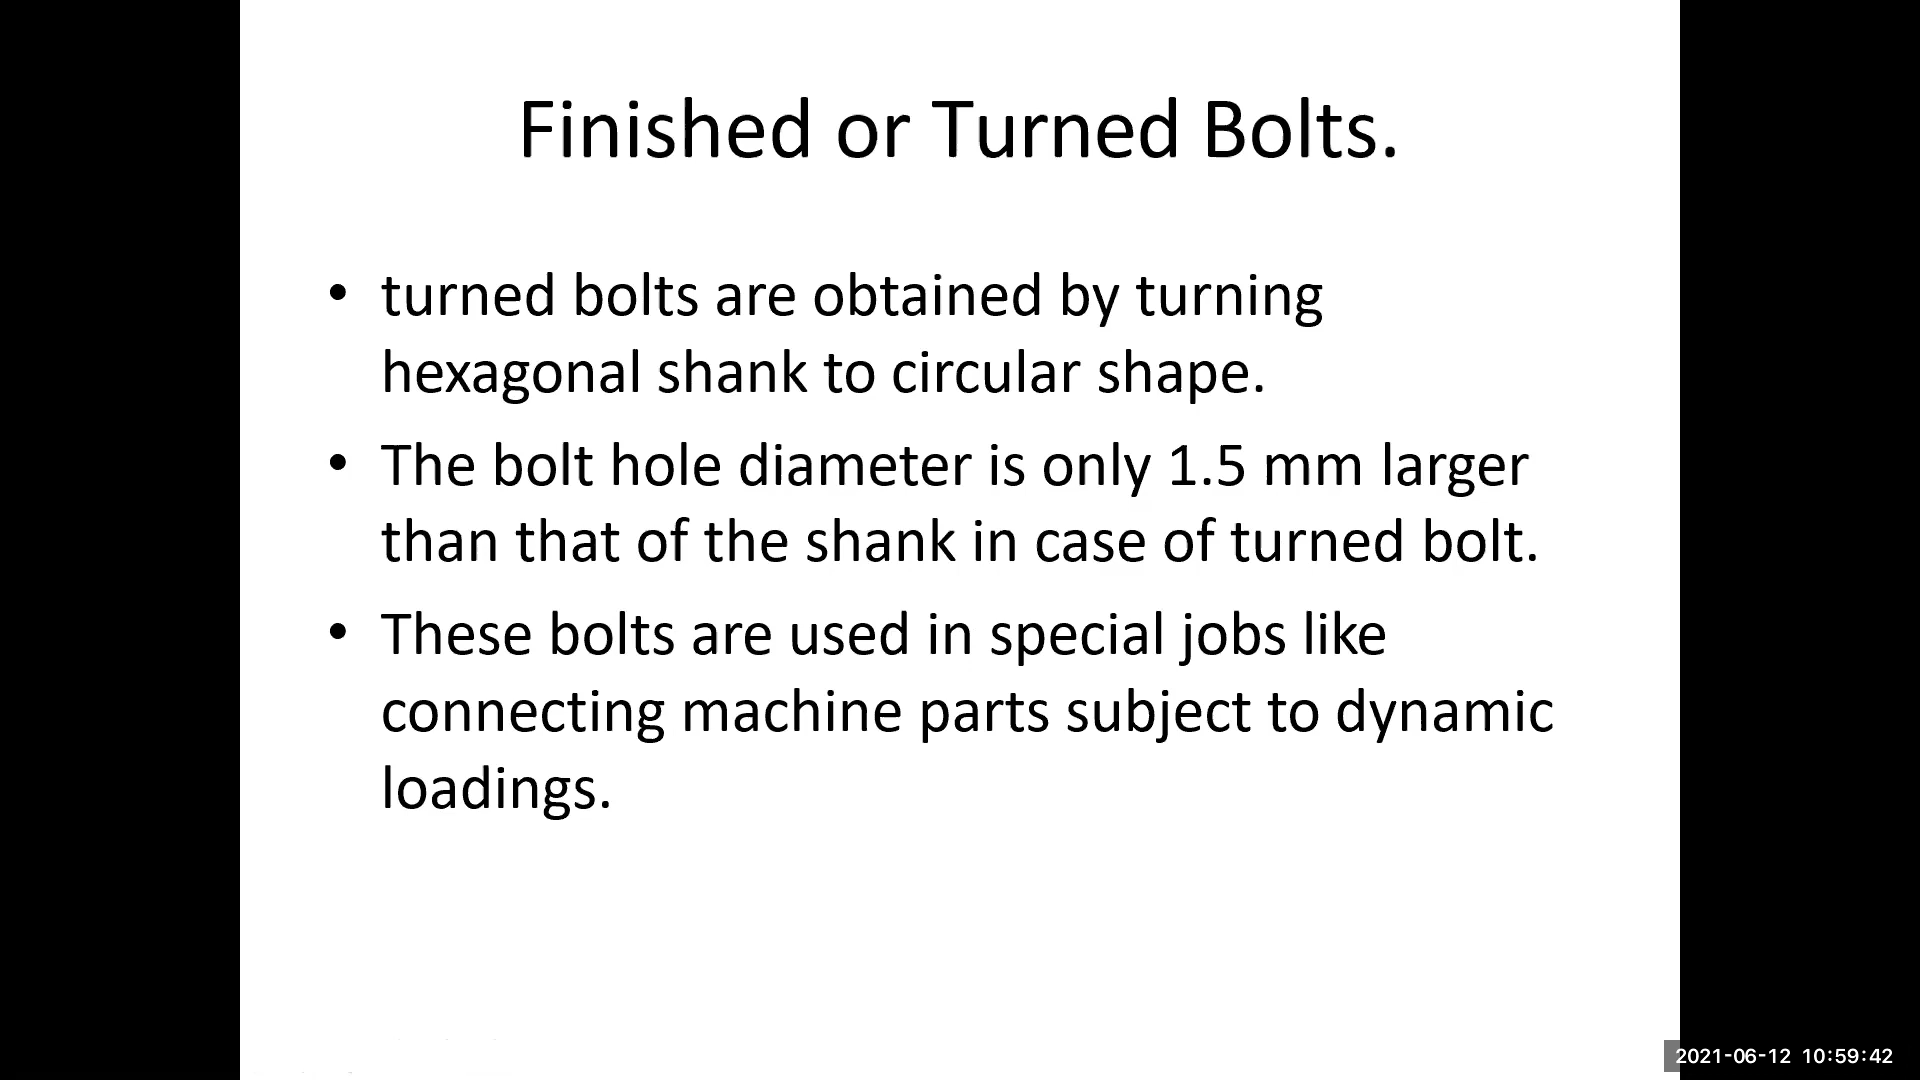 Finished or Turned Bolts.
• turned bolts are obtained by turning
hexagonal shank to circular shape.
• The bolt hole diameter is only 1.5 mm larger
than that of the shank in case of turned bolt.
• These bolts are used in special jobs like
connecting machine parts subject to dynamic
loadings.
2021-06-12 10:59:42